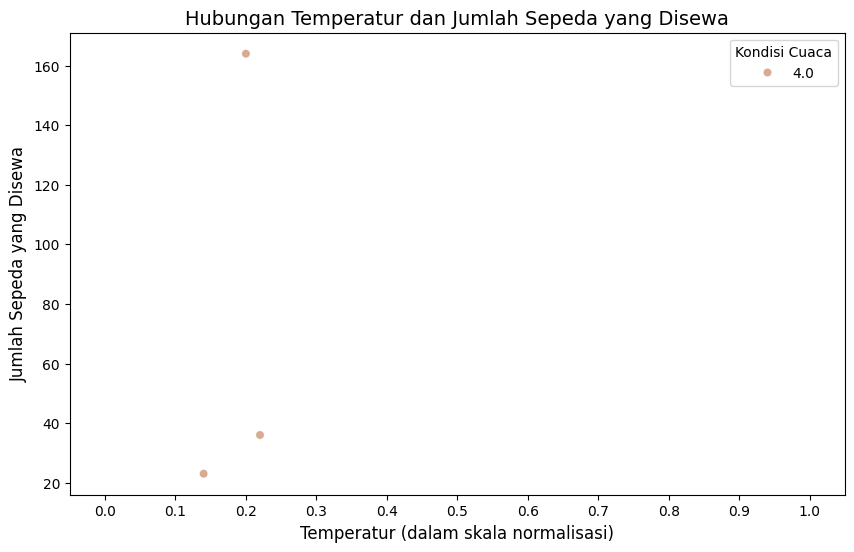 Hubungan Temperatur dan Jumlah Sepeda yang Disewa
Kondisi Cuaca
4.0
Jumlah Sepeda yang Disewa
160
140
120
100
80
60
40
20
0.0 0.1 0.2 0.3 0.4 0.5 0.6 0.7 0.8 0.9 1.0
Temperatur (dalam skala normalisasi)